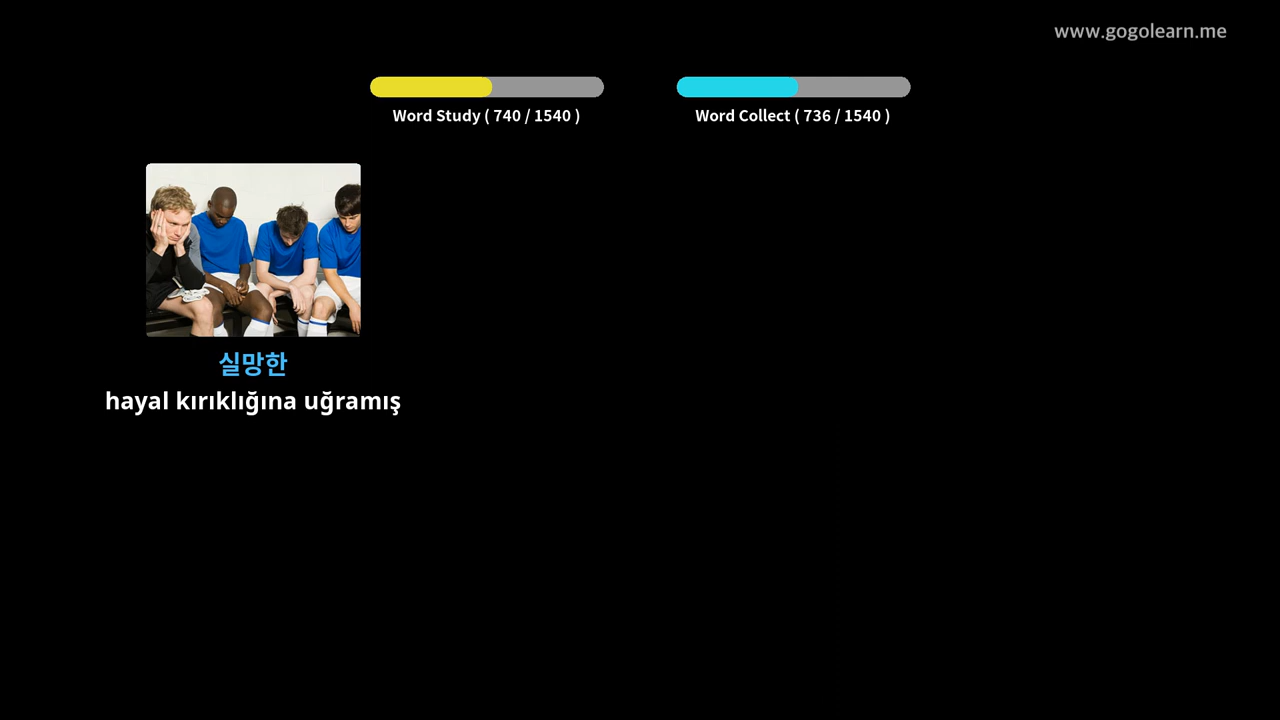 www.gogolearn.me
Word Study ( 740 / 1540 )
Word Collect ( 736 / 1540 )
실망한
hayal kırıklığına uğramış